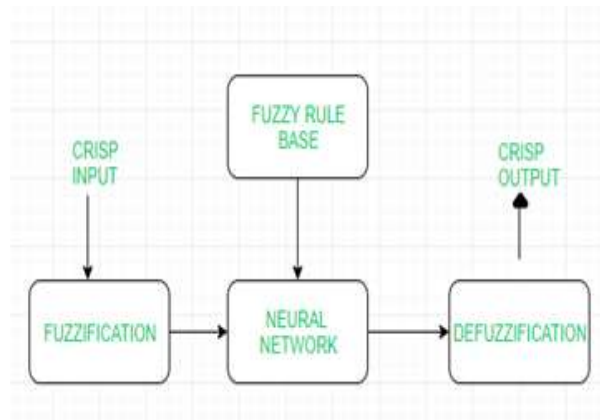 FUZZY RULE
BASE
CRISP
INPUT
CRISP
OUTPUT
FUZZIFICATION
NEURAL
NETWORK
DEFUZZIFICATION